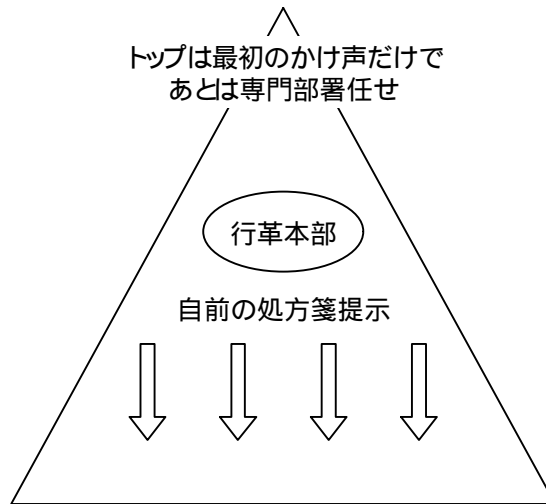 トップは最初のかけ声だけで
あとは専門部署任せ
行革本部
自前の処方箋提示